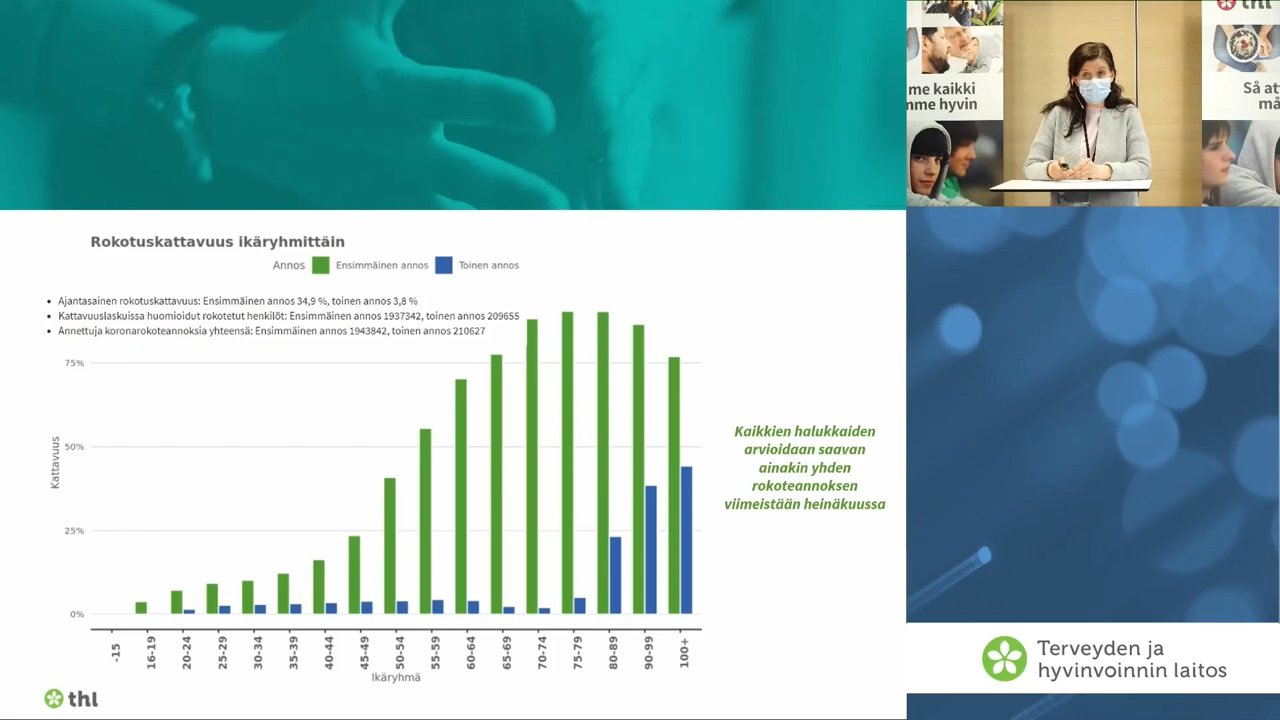 Rokotuskattavuus ikäryhmittäin
Annos Ensimmäinen annos Toinen annos
• Ajantasainen rokotuskattavuus: Ensimmäinen annos 34,9 %, toinen annos 3,8 %
• Kattavuuslaskuissa huomioidut rokotetut henkilöt: Ensimmäinen annos 1937342, toinen annos 209655
• Annettuja koronarokoteannoksia yhteensä: Ensimmäinen annos 1943842, toinen annos 210627
75%
50%
25%
0%
Kattavuus
-15 16-19 20-24 25-29 30-34 35-39 40-44 45-49 50-54 55-59 60-64 65-69 70-74 75-79 80-89 90-99 100+
Ikäryhmä
thl
Kaikkien halukkaiden
arvioidaan saavan
ainakin yhden
rokoteannoksen
viimeistään heinäkuussa
thl
me kaikki
mme hyvin
Så at
må
Terveyden ja
hyvinvoinnin laitos